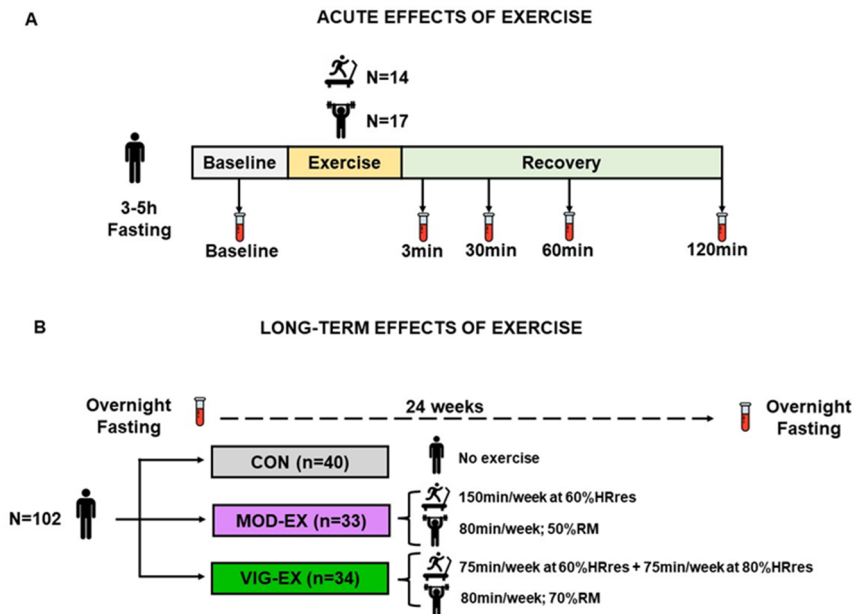 A
ACUTE EFFECTS OF EXERCISE
N=14
N=17
Baseline
Exercise
Recovery
3-5h
Fasting
Baseline
3min
30min
60min
120min
B
LONG-TERM EFFECTS OF EXERCISE
Overnight
Fasting
24 weeks
Overnight
Fasting
N=102
CON (n=40)
No exercise
MOD-EX (n=33)
150min/week at 60%HRres
80min/week; 50%RM
VIG-EX (n=34)
75min/week at 60%HRres + 75min/week at 80%HRres
80min/week; 70%RM